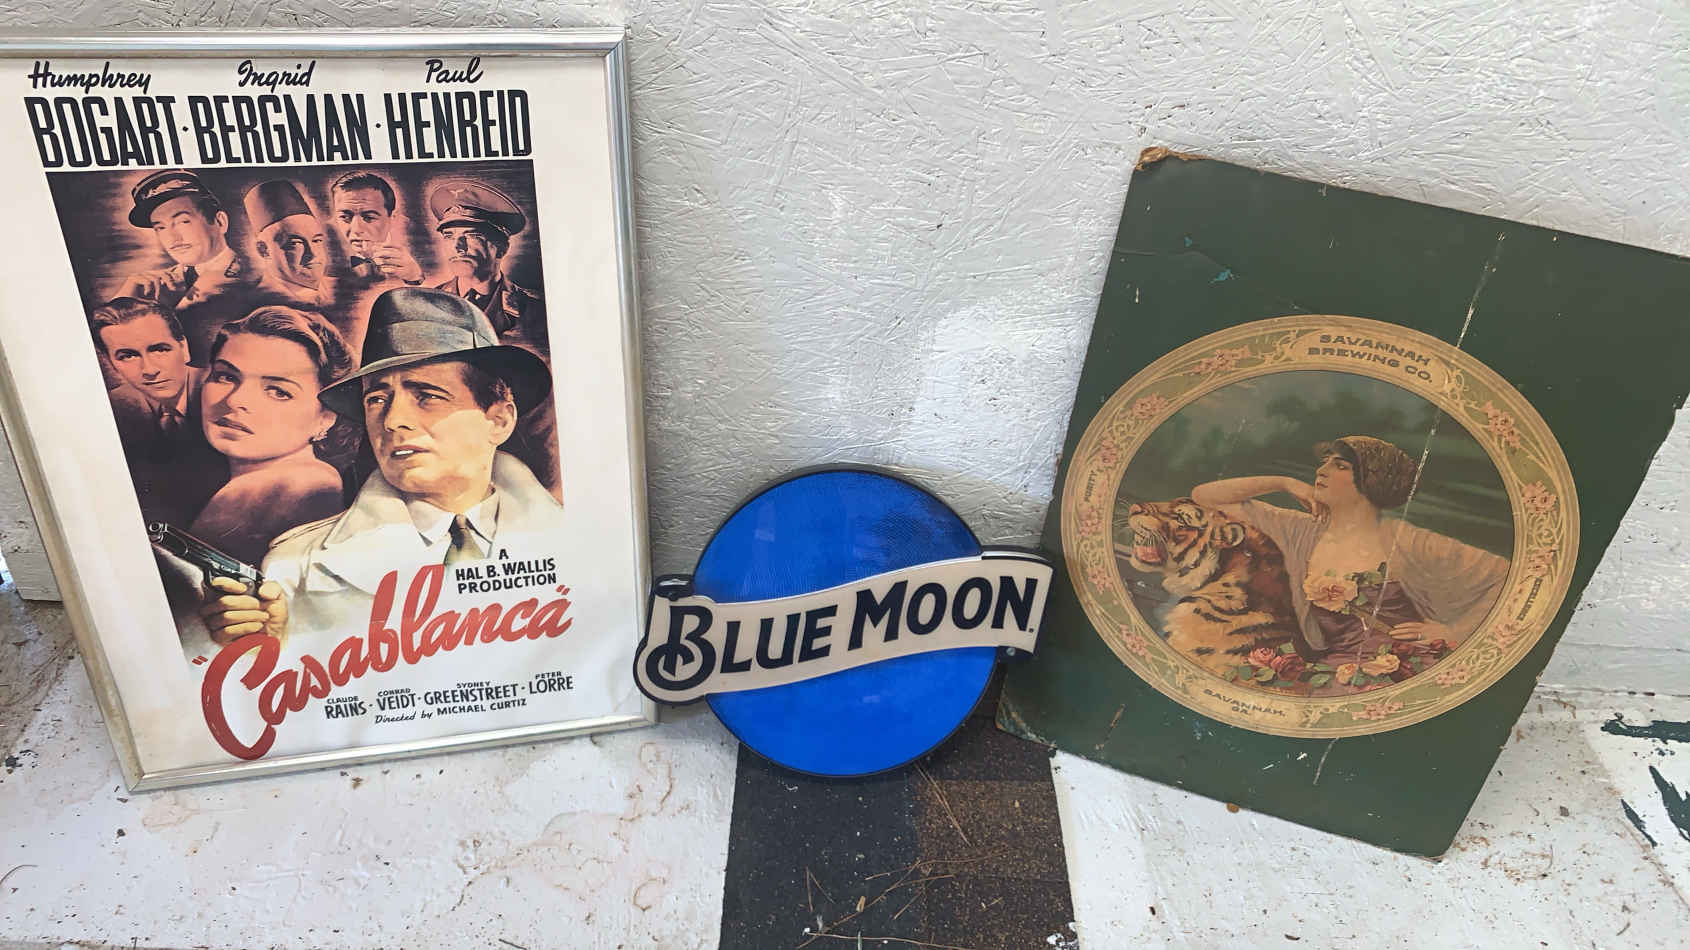 Humphrey Ingrid Paul
BOGART · BERGMAN · HENREID
A
HAL B. WALLIS
PRODUCTION
"Casablanca"
CLAUDE RAINS · CONRAD VEIDT · SYDNEY GREENSTREET · PETER LORRE
Directed by MICHAEL CURTIZ
BLUE MOON.
SAVANNAH
BREWING CO.
PURITY
SAVANNAH,
GA.